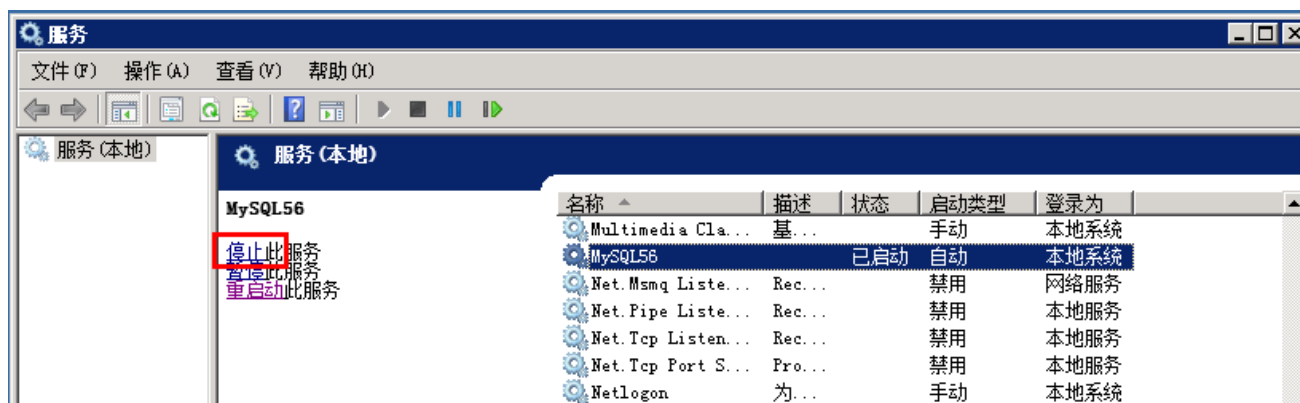 服务
文件(F) 操作(A) 查看(V) 帮助(H)
服务(本地)
服务(本地)
MySQL56
停止此服务
暂停此服务
重启动此服务
名称 描述 状态 启动类型 登录为
Multimedia Cla... 基... 手动 本地系统
MySQL56 已启动 自动 本地系统
Net.Msmq Liste... Rec... 禁用 网络服务
Net.Pipe Liste... Rec... 禁用 本地服务
Net.Tcp Listen... Rec... 禁用 本地服务
Net.Tcp Port S... Pro... 禁用 本地服务
Netlogon 为... 手动 本地系统